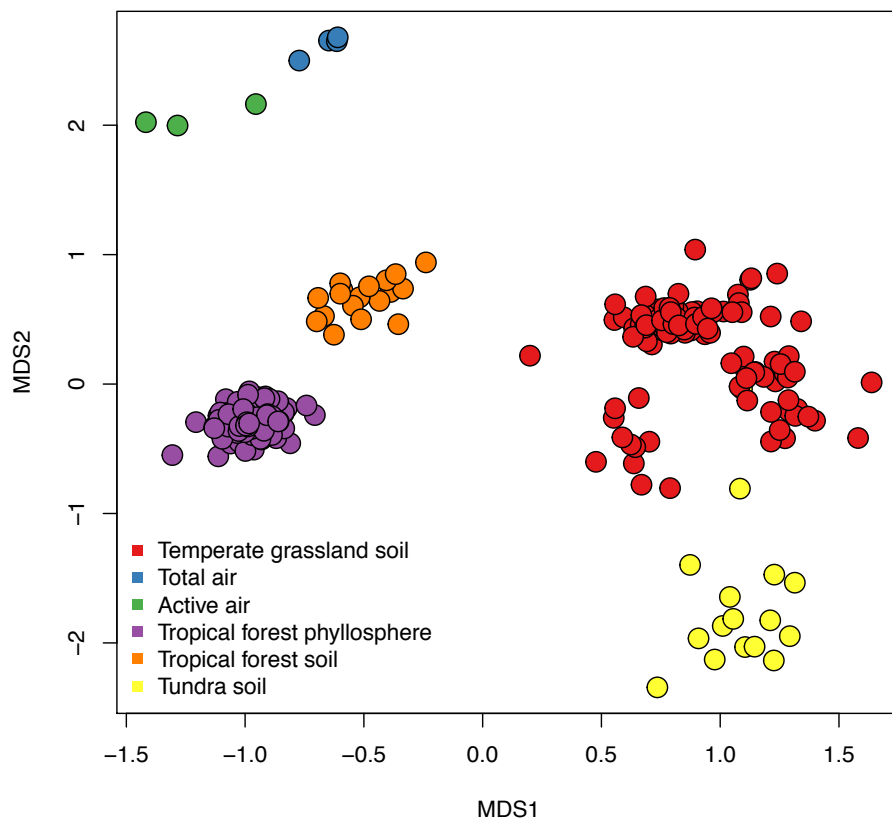 MDS2
2
1
0
−1
−2
Temperate grassland soil
Total air
Active air
Tropical forest phyllosphere
Tropical forest soil
Tundra soil
−1.5 −1.0 −0.5 0.0 0.5 1.0 1.5
MDS1